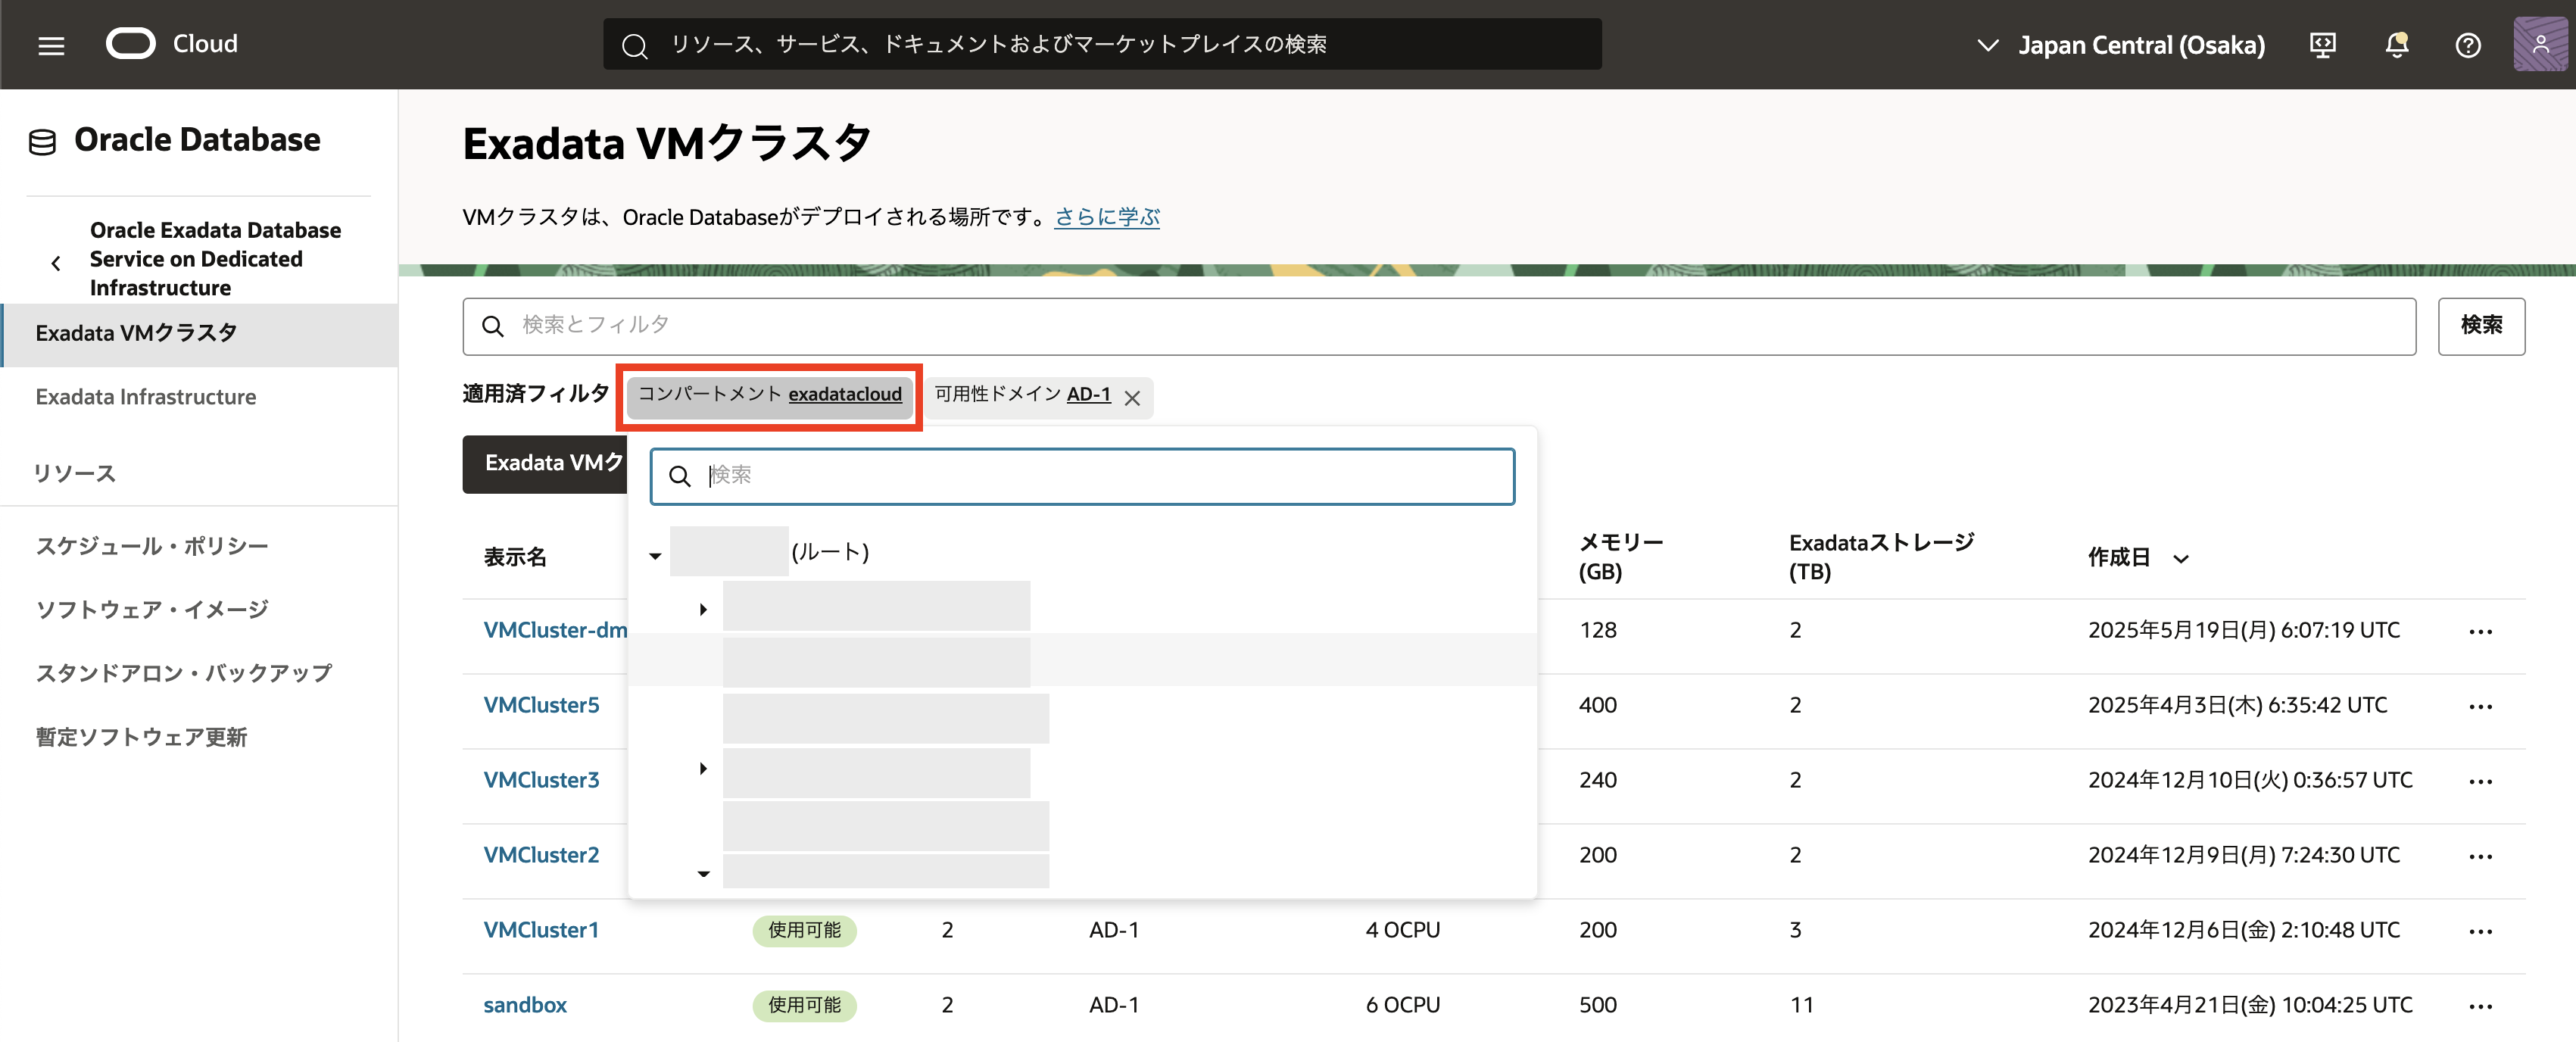 Cloud
リソース、サービス、ドキュメントおよびマーケットプレイスの検索
Japan Central (Osaka)
Oracle Database
Oracle Exadata Database
Service on Dedicated
Infrastructure
Exadata VMクラスタ
Exadata Infrastructure
リソース
スケジュール・ポリシー
ソフトウェア・イメージ
スタンドアロン・バックアップ
暫定ソフトウェア更新
Exadata VMクラスタ
VMクラスタは、Oracle Databaseがデプロイされる場所です。さらに学ぶ
検索とフィルタ
検索
適用済フィルタ コンパートメント exadatacloud 可用性ドメイン AD-1
Exadata VMク
検索
(ルート)
表示名 メモリー (GB) Exadataストレージ (TB) 作成日
VMCluster-dm 128 2 2025年5月19日(月) 6:07:19 UTC
VMCluster5 400 2 2025年4月3日(木) 6:35:42 UTC
VMCluster3 240 2 2024年12月10日(火) 0:36:57 UTC
VMCluster2 200 2 2024年12月9日(月) 7:24:30 UTC
VMCluster1 使用可能 2 AD-1 4 OCPU 200 3 2024年12月6日(金) 2:10:48 UTC
sandbox 使用可能 2 AD-1 6 OCPU 500 11 2023年4月21日(金) 10:04:25 UTC